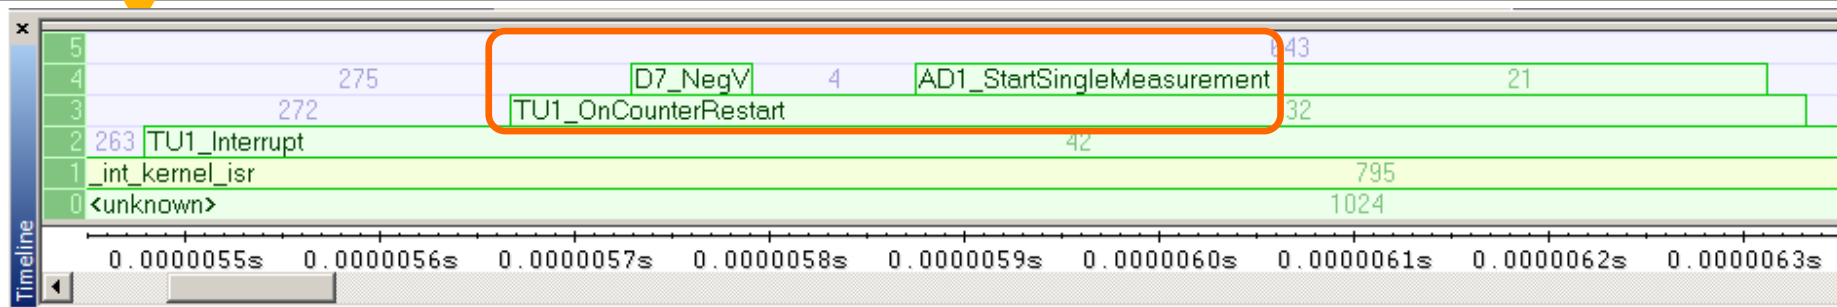 ×
5 643
4 275 D7_NegV 4 AD1_StartSingleMeasurement 21
3 272 TU1_OnCounterRestart 32
2 263 TU1_Interrupt 42
1 _int_kernel_isr 795
0 <unknown> 1024
0.0000055s 0.0000056s 0.0000057s 0.0000058s 0.0000059s 0.0000060s 0.0000061s 0.0000062s 0.0000063s
Timeline